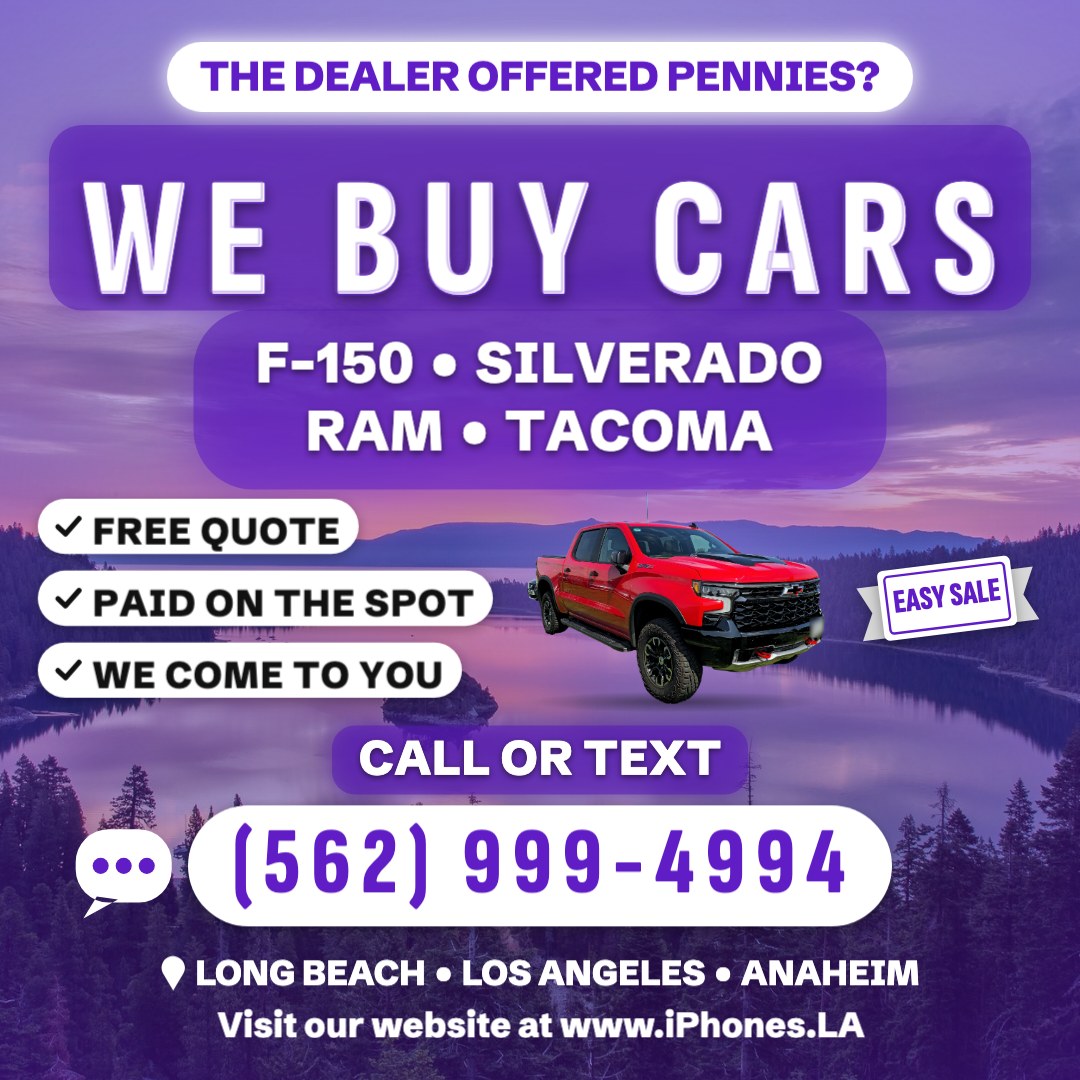 THE DEALER OFFERED PENNIES?
WE BUY CARS
F-150 • SILVERADO
RAM • TACOMA
✓ FREE QUOTE
✓ PAID ON THE SPOT
✓ WE COME TO YOU
EASY SALE
CALL OR TEXT
(562) 999-4994
LONG BEACH • LOS ANGELES • ANAHEIM
Visit our website at www.iPhones.LA